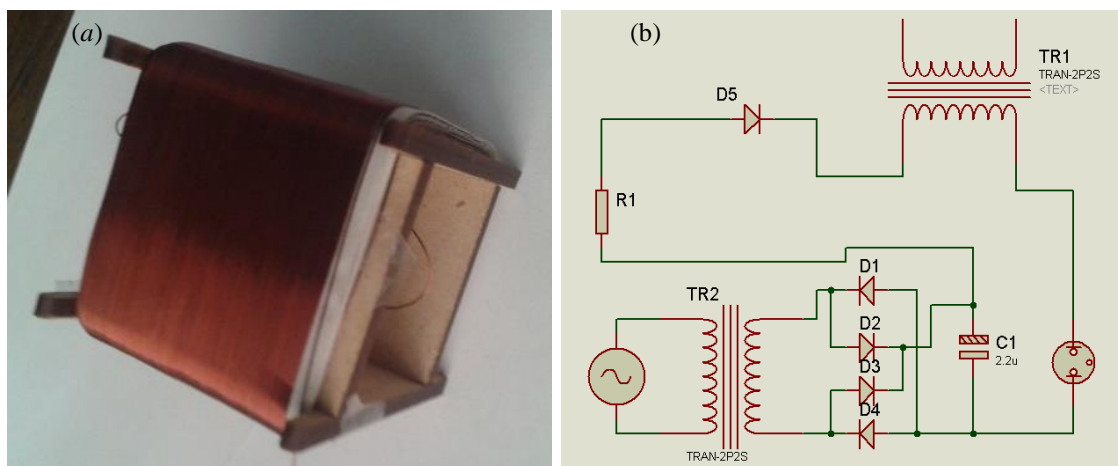 (a)
(b)
TR1
TRAN-2P2S
<TEXT>
D5
R1
D1
TR2
D2
C1
2.2u
D3
D4
TRAN-2P2S